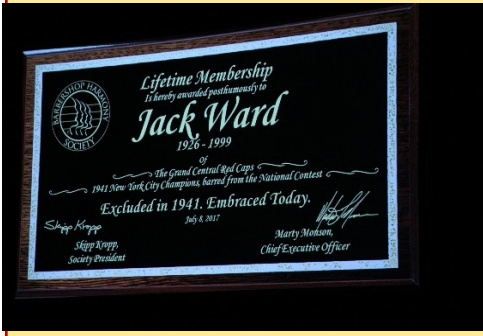 BARBERSHOP HARMONY
SOCIETY
Lifetime Membership
Is hereby awarded posthumously to
Jack Ward
1926 - 1999
of
The Grand Central Red Caps
1941 New York City Champions, barred from the National Contest
Excluded in 1941. Embraced Today.
July 8, 2017
Skipp Kropp
Skipp Kropp,
Society President
Marty Monson,
Chief Executive Officer